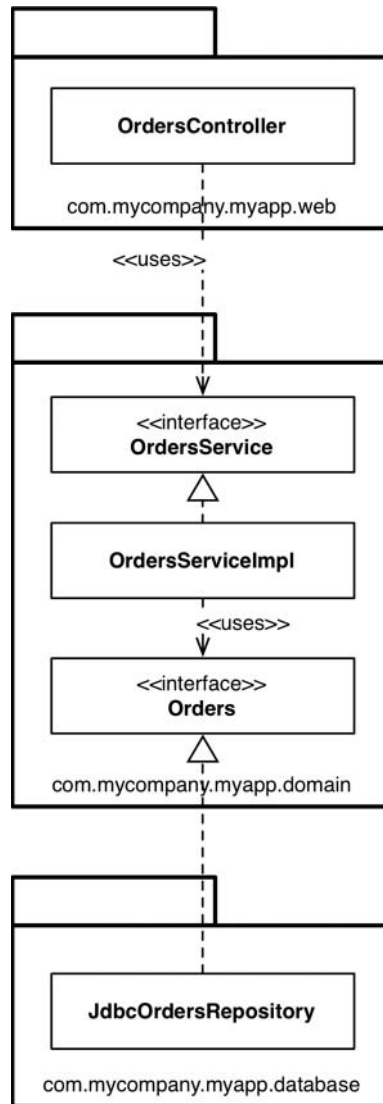 OrdersController
com.mycompany.myapp.web
<<uses>>
<<interface>>
OrdersService
OrdersServiceImpl
<<uses>>
<<interface>>
Orders
com.mycompany.myapp.domain
JdbcOrdersRepository
com.mycompany.myapp.database